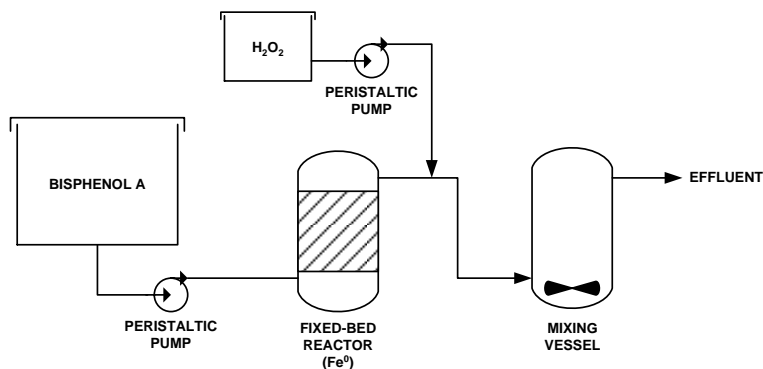 H₂O₂
PERISTALTIC
PUMP
BISPHENOL A
EFFLUENT
PERISTALTIC
PUMP
FIXED-BED
REACTOR
(Fe⁰)
MIXING
VESSEL